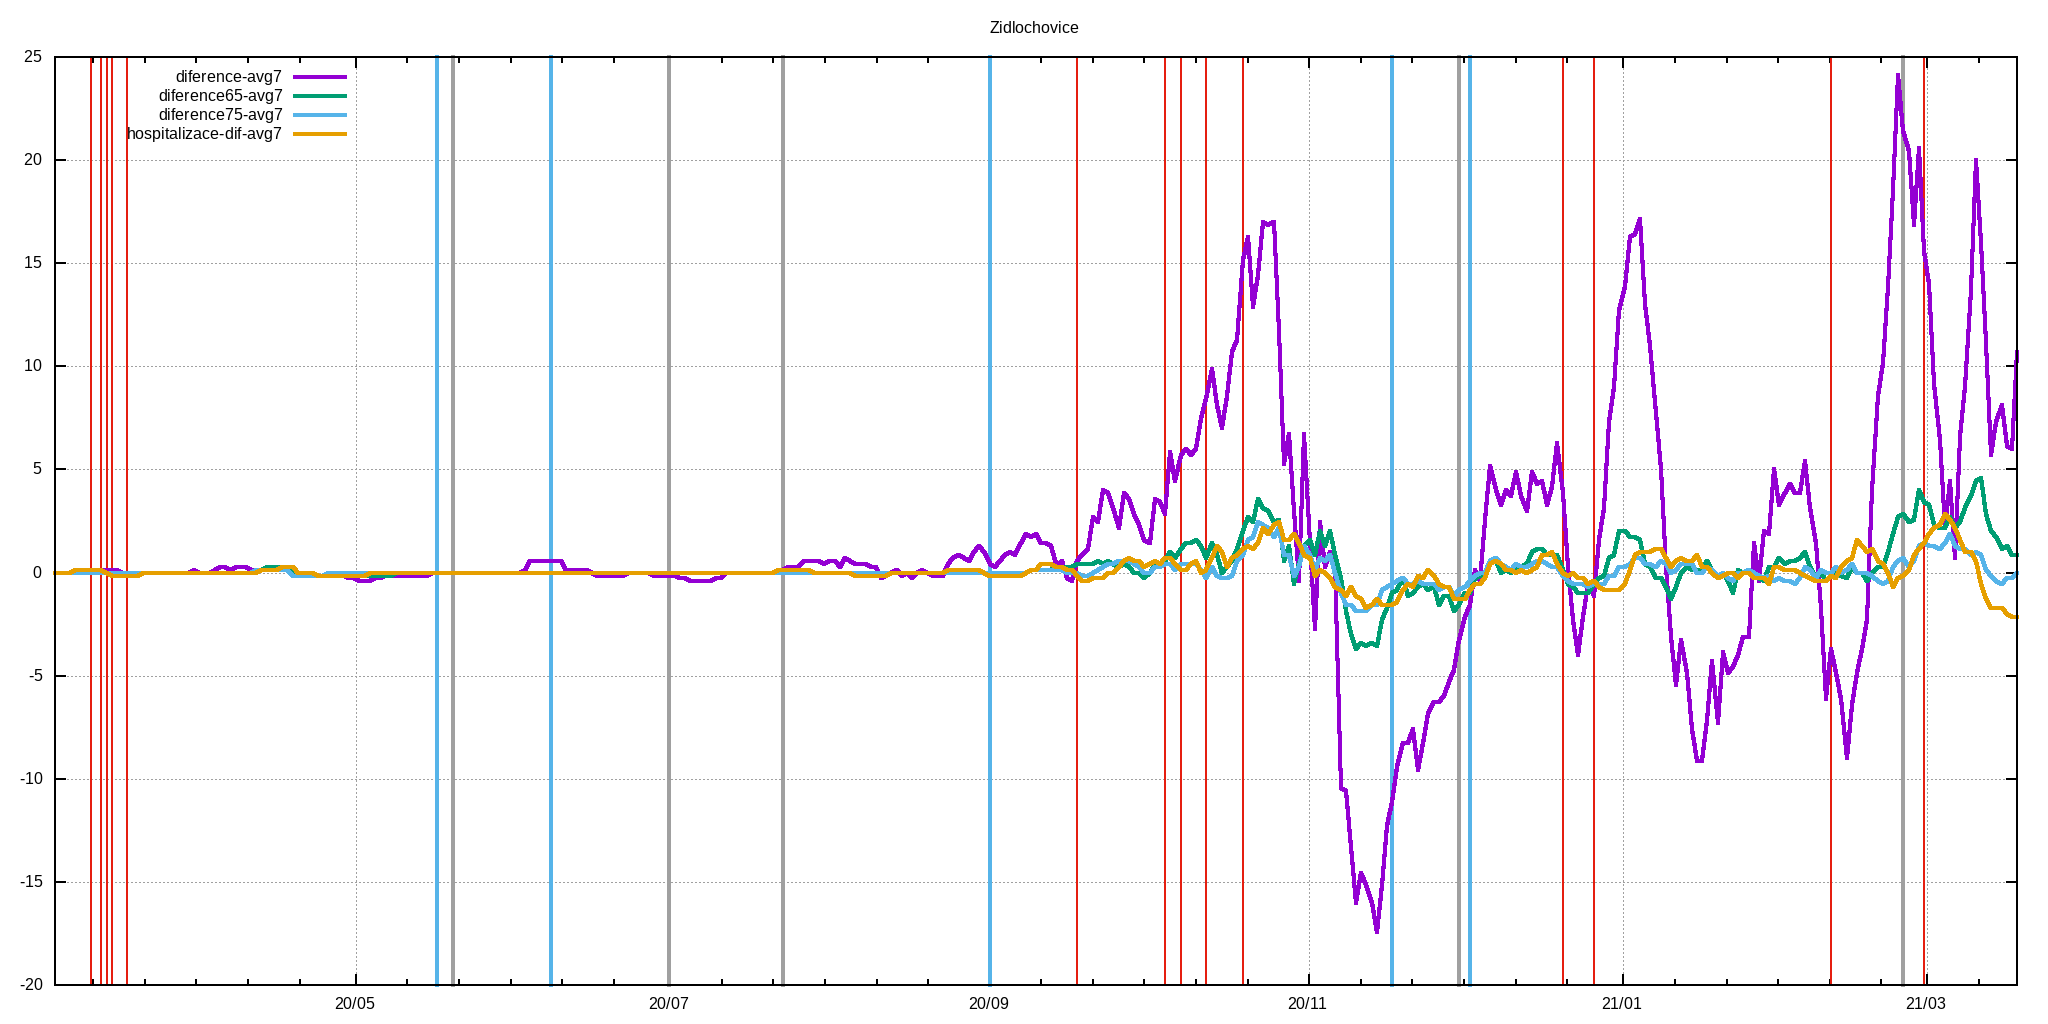 Zidlochovice
25
diference-avg7
diference65-avg7
diference75-avg7
hospitalizace-dif-avg7
20
15
10
5
0
-5
-10
-15
-20
20/05 20/07 20/09 20/11 21/01 21/03